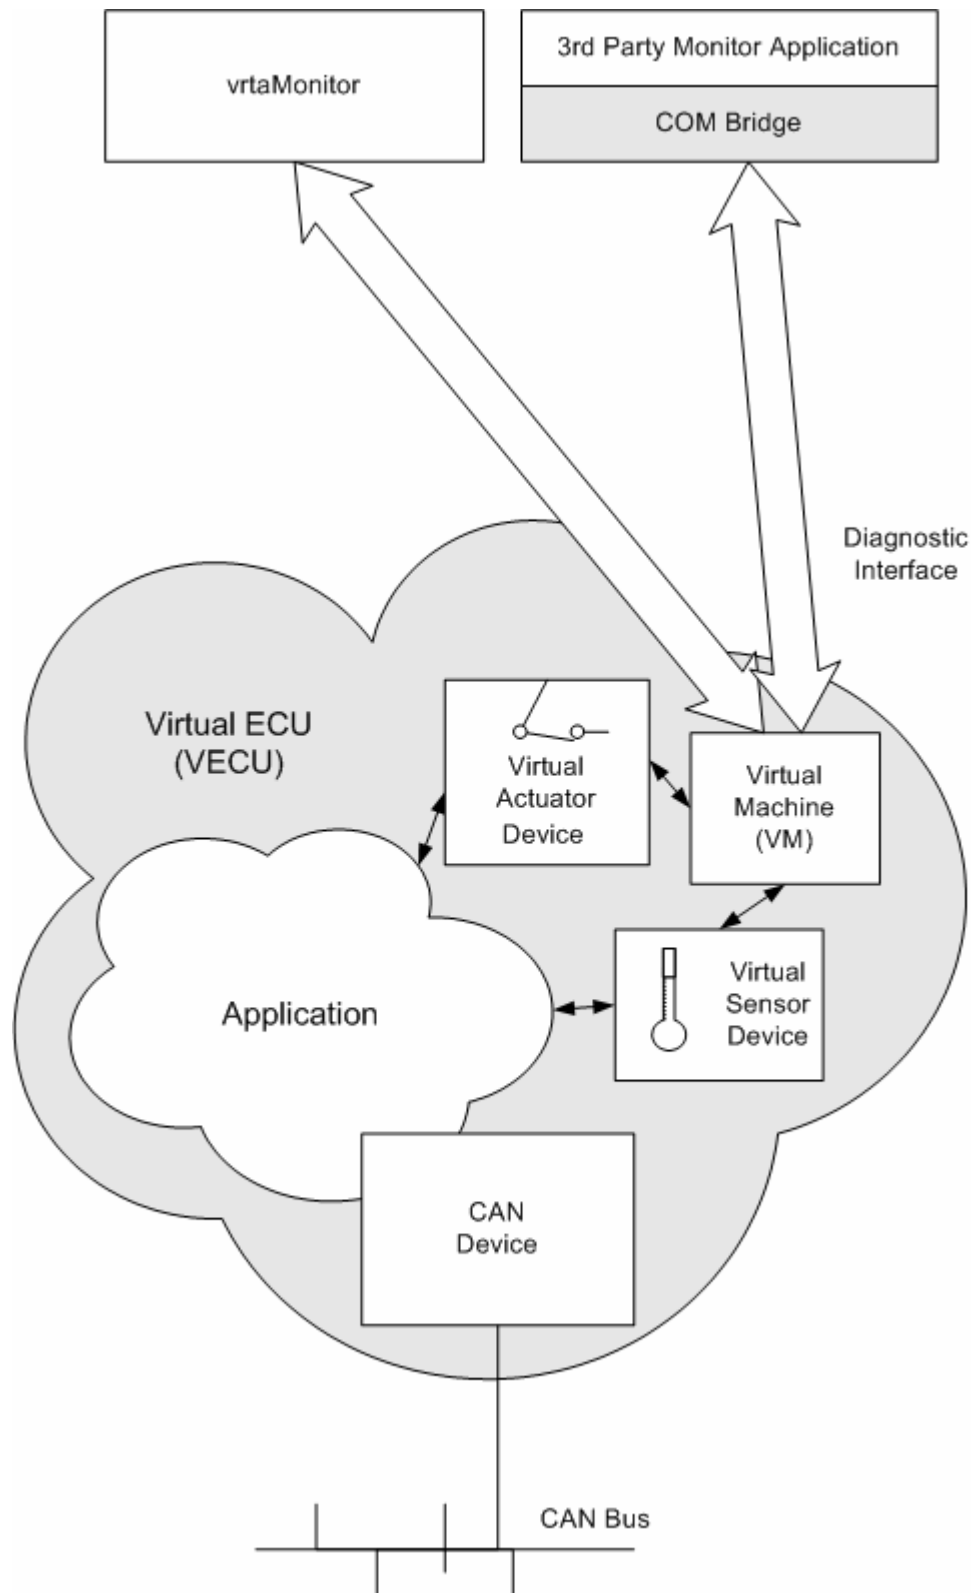 vrtaMonitor
3rd Party Monitor Application
COM Bridge
Diagnostic
Interface
Virtual ECU
(VECU)
Virtual
Actuator
Device
Virtual
Machine
(VM)
Virtual
Sensor
Device
Application
CAN
Device
CAN Bus